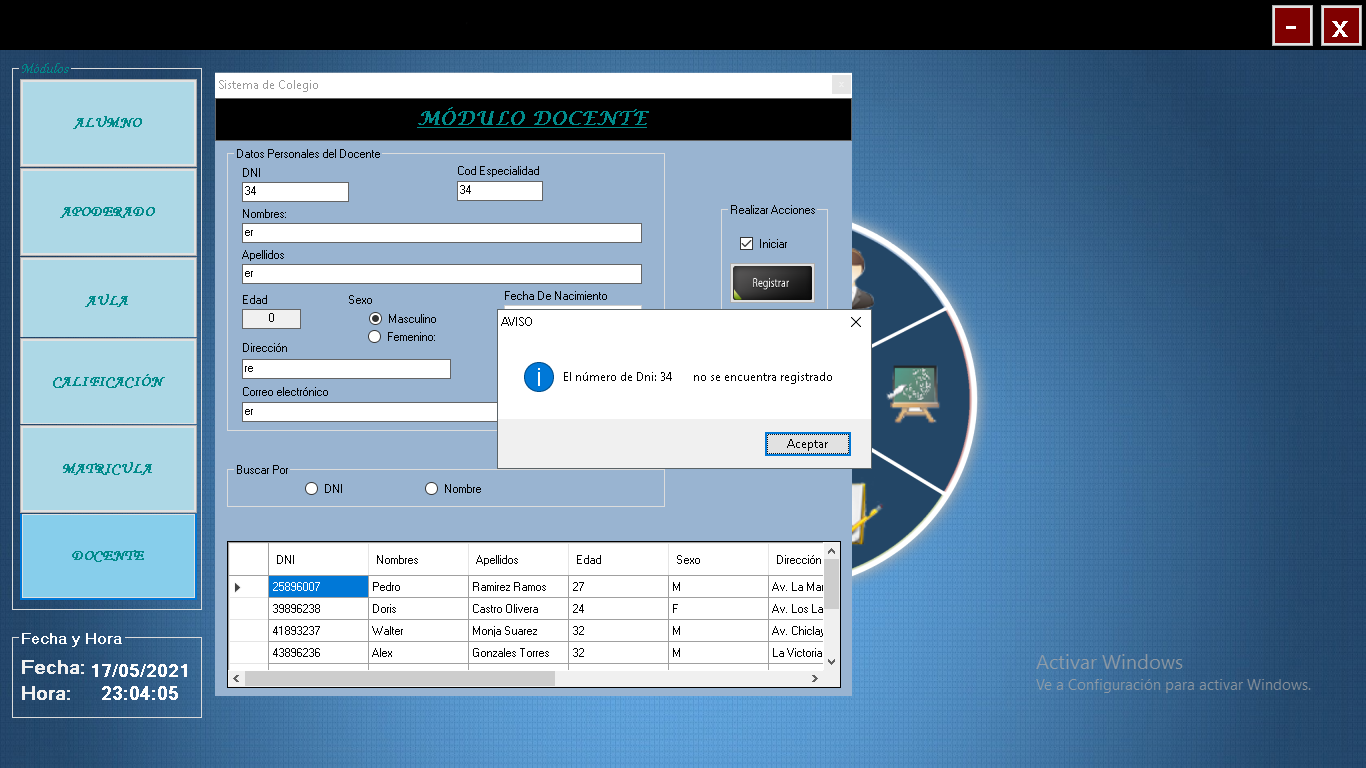 - x
Módulos
ALUMNO
APODERADO
AULA
CALIFICACIÓN
MATRICULA
DOCENTE
Fecha y Hora
Fecha: 17/05/2021
Hora: 23:04:05
Sistema de Colegio
MÓDULO DOCENTE
Datos Personales del Docente
DNI Cod Especialidad
34 34
Nombres:
er
Apellidos
er
Edad Sexo Fecha De Nacimiento
0 Masculino
Femenino:
Dirección
re
Correo electrónico
er
Realizar Acciones
Iniciar
Registrar
AVISO
El número de Dni: 34 no se encuentra registrado
Aceptar
Buscar Por
DNI Nombre
DNI Nombres Apellidos Edad Sexo Dirección
25896007 Pedro Ramirez Ramos 27 M Av. La Mar
39896238 Doris Castro Olivera 24 F Av. Los La
41893237 Walter Monja Suarez 32 M Av. Chiclay
43896236 Alex Gonzales Torres 32 M La Victoria
Activar Windows
Ve a Configuración para activar Windows.